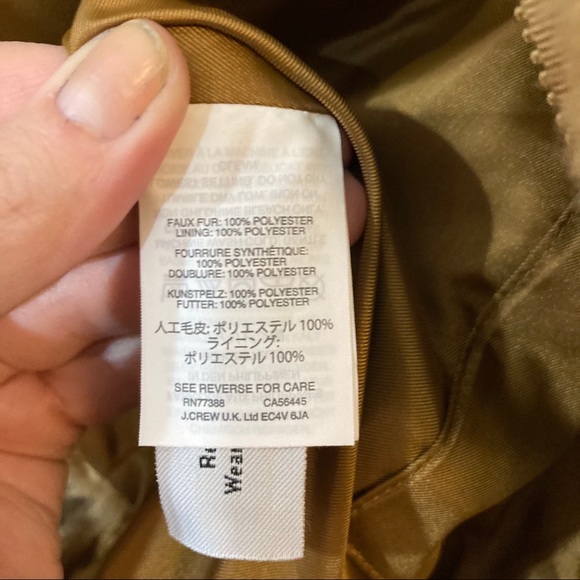 FAUX FUR: 100% POLYESTER
LINING: 100% POLYESTER
FOURRURE SYNTHÉTIQUE:
100% POLYESTER
DOUBLURE: 100% POLYESTER
KUNSTPELZ: 100% POLYESTER
FUTTER: 100% POLYESTER
人工毛皮: ポリエステル 100%
ライニング:
ポリエステル 100%
SEE REVERSE FOR CARE
RN77388 CA56445
J.CREW U.K. Ltd EC4V 6JA